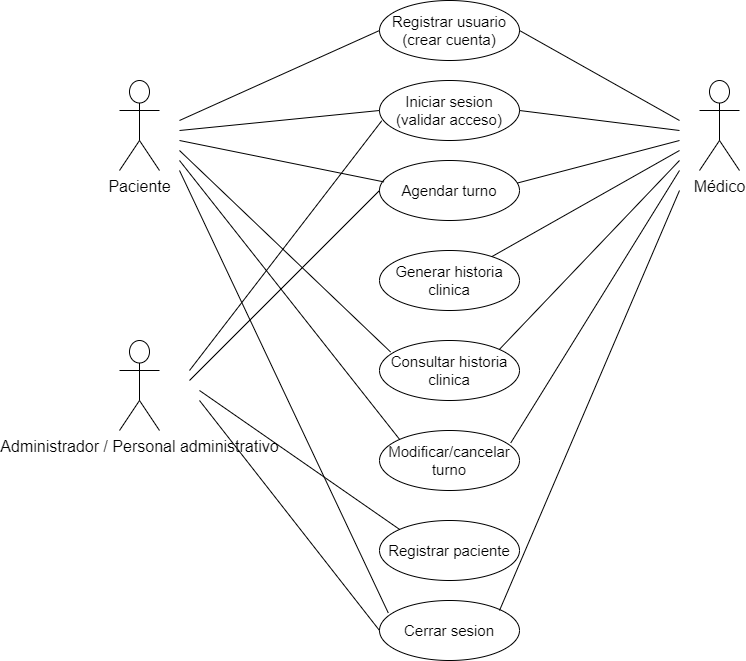 Registrar usuario
(crear cuenta)
Iniciar sesion
(validar acceso)
Paciente
Agendar turno
Médico
Generar historia
clinica
Consultar historia
clinica
Administrador / Personal administrativo
Modificar/cancelar
turno
Registrar paciente
Cerrar sesion